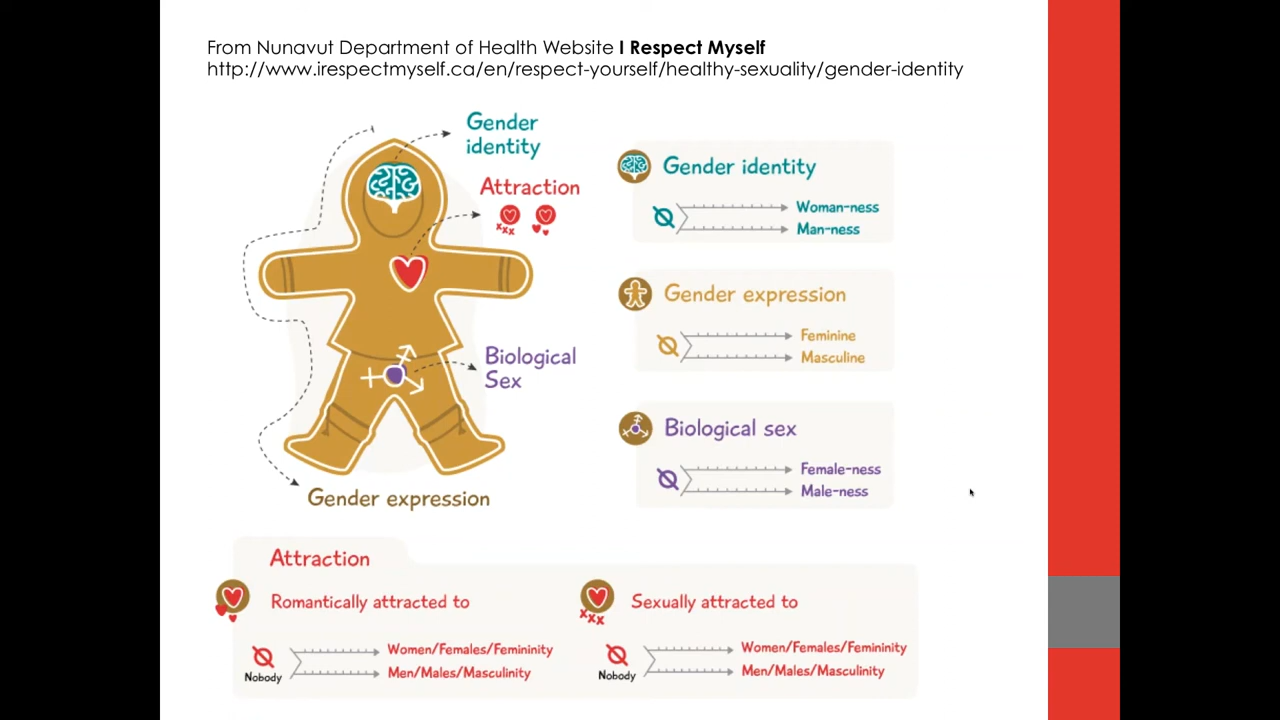 From Nunavut Department of Health Website I Respect Myself
http://www.irespectmyself.ca/en/respect-yourself/healthy-sexuality/gender-identity
Gender
identity
Attraction
xxx
Biological
Sex
Gender expression
Gender identity
Woman-ness
Man-ness
Gender expression
Feminine
Masculine
Biological sex
Female-ness
Male-ness
Attraction
Romantically attracted to
Nobody
Women/Females/Femininity
Men/Males/Masculinity
xxx
Sexually attracted to
Nobody
Women/Females/Femininity
Men/Males/Masculinity